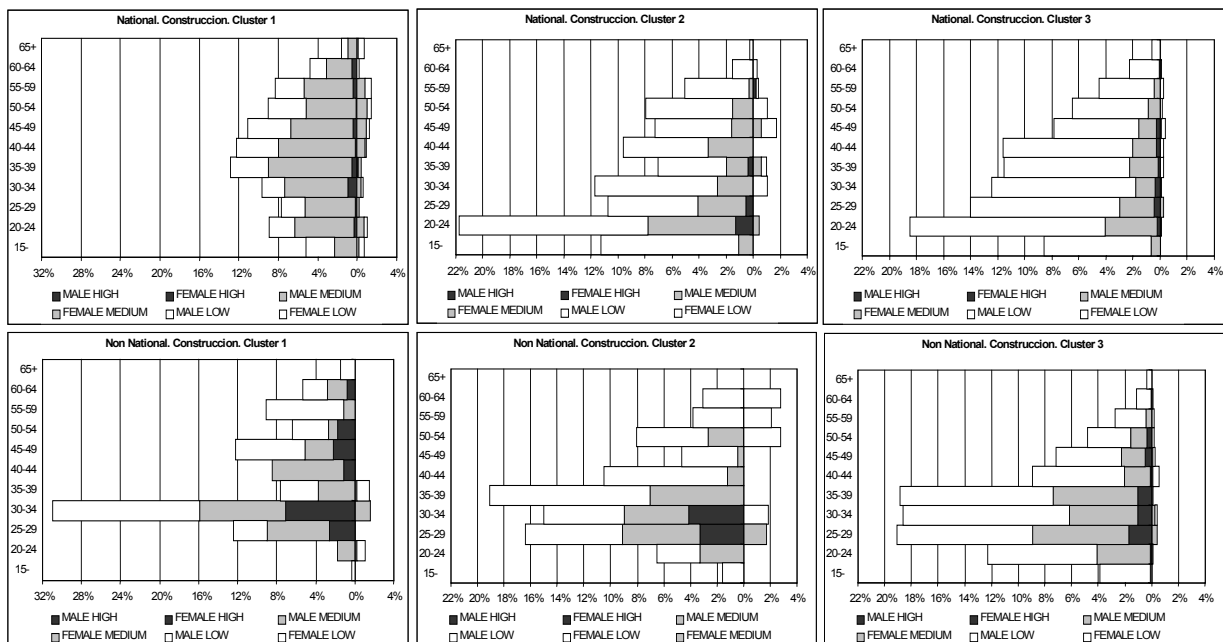 National. Construccion. Cluster 1
65+
60-64
55-59
50-54
45-49
40-44
35-39
30-34
25-29
20-24
15-
32% 28% 24% 20% 16% 12% 8% 4% 0% 4%
MALE HIGH FEMALE HIGH MALE MEDIUM
FEMALE MEDIUM MALE LOW FEMALE LOW
National. Construccion. Cluster 2
65+
60-64
55-59
50-54
45-49
40-44
35-39
30-34
25-29
20-24
15-
22% 20% 18% 16% 14% 12% 10% 8% 6% 4% 2% 0% 2% 4%
MALE HIGH FEMALE HIGH MALE MEDIUM
FEMALE MEDIUM MALE LOW FEMALE LOW
National. Construccion. Cluster 3
65+
60-64
55-59
50-54
45-49
40-44
35-39
30-34
25-29
20-24
15-
22% 20% 18% 16% 14% 12% 10% 8% 6% 4% 2% 0% 2% 4%
MALE HIGH FEMALE HIGH MALE MEDIUM
FEMALE MEDIUM MALE LOW FEMALE LOW
Non National. Construccion. Cluster 1
65+
60-64
55-59
50-54
45-49
40-44
35-39
30-34
25-29
20-24
15-
32% 28% 24% 20% 16% 12% 8% 4% 0% 4%
MALE HIGH FEMALE HIGH MALE MEDIUM
FEMALE MEDIUM MALE LOW FEMALE LOW
Non National. Construccion. Cluster 2
65+
60-64
55-59
50-54
45-49
40-44
35-39
30-34
25-29
20-24
15-
22% 20% 18% 16% 14% 12% 10% 8% 6% 4% 2% 0% 2% 4%
MALE HIGH FEMALE HIGH MALE MEDIUM
FEMALE MEDIUM MALE LOW FEMALE LOW
Non National. Construccion. Cluster 3
65+
60-64
55-59
50-54
45-49
40-44
35-39
30-34
25-29
20-24
15-
22% 20% 18% 16% 14% 12% 10% 8% 6% 4% 2% 0% 2% 4%
MALE HIGH FEMALE HIGH MALE MEDIUM
FEMALE MEDIUM MALE LOW FEMALE LOW